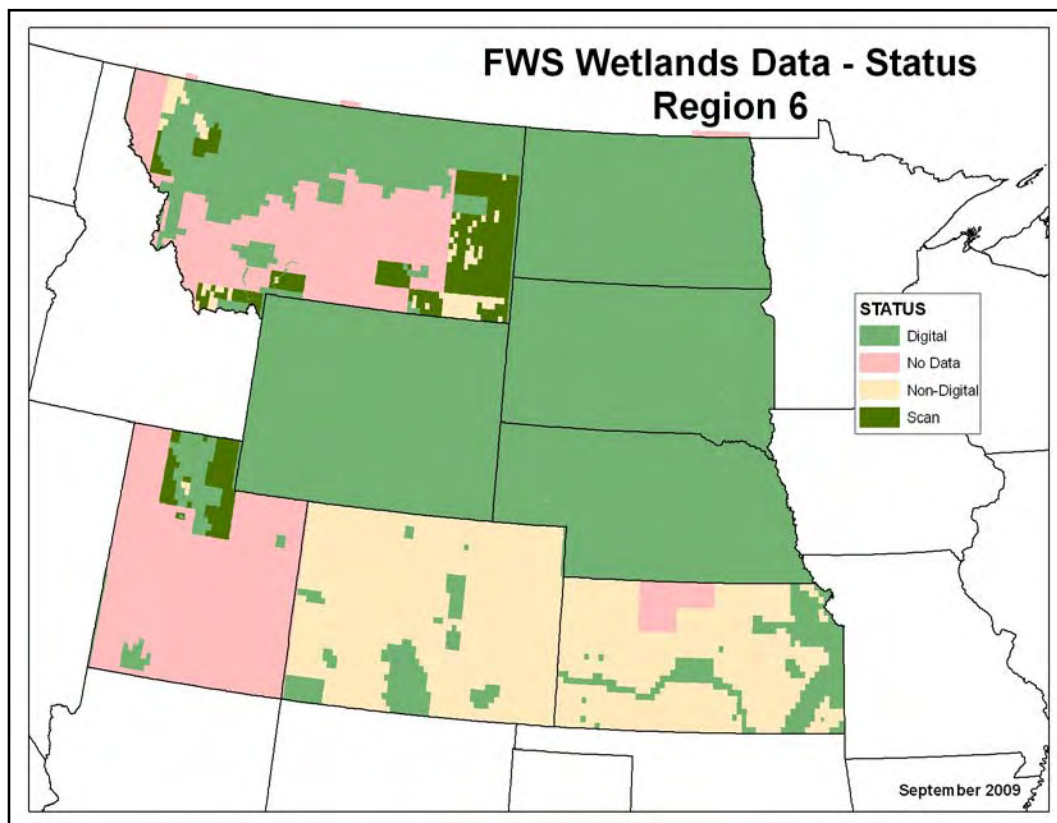 FWS Wetlands Data - Status
Region 6
STATUS
Digital
No Data
Non-Digital
Scan
September 2009